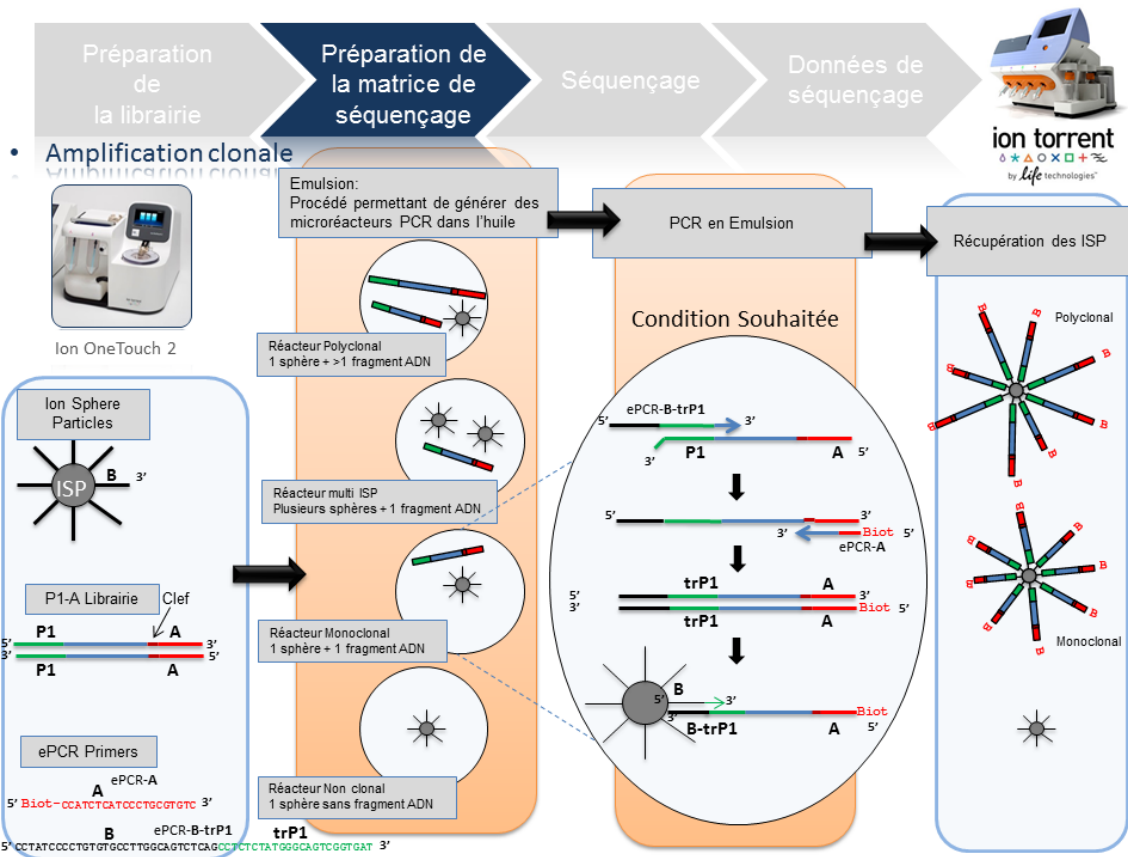 Préparation
de
la librairie
Préparation de
la matrice de
séquençage
Séquençage
Données de
séquençage
ion torrent
by life technologies™
• Amplification clonale
Ion OneTouch 2
Ion Sphere
Particles
ISP
B
3'
P1-A Librairie
Clef
P1
A
5'
3'
3'
5'
P1
A
ePCR Primers
ePCR-A
A
5' Biot-CCATCTCATCCCTGCGTGTC 3'
B
ePCR-B-trP1
trP1
5' CCTATCCCCTGTGTGCCTTGGCAGTCTCAGCCTCTCTATGGGCAGTCGGTGAT 3'
Emulsion:
Procédé permettant de générer des
microréacteurs PCR dans l'huile
Réacteur Polyclonal
1 sphère + >1 fragment ADN
Réacteur multi ISP
Plusieurs sphères + 1 fragment ADN
Réacteur Monoclonal
1 sphère + 1 fragment ADN
Réacteur Non clonal
1 sphère sans fragment ADN
PCR en Emulsion
Condition Souhaitée
ePCR-B-trP1
5'
3'
3'
P1
A
5'
5'
3'
3'
Biot 5'
ePCR-A
trP1
A
5'
3'
3'
Biot 5'
trP1
A
B
5'
3'
3'
Biot
B-trP1
A
5'
Récupération des ISP
Polyclonal
B
B
B
B
B
B
B
B
Monoclonal
B
B
B
B
B
B
B
B